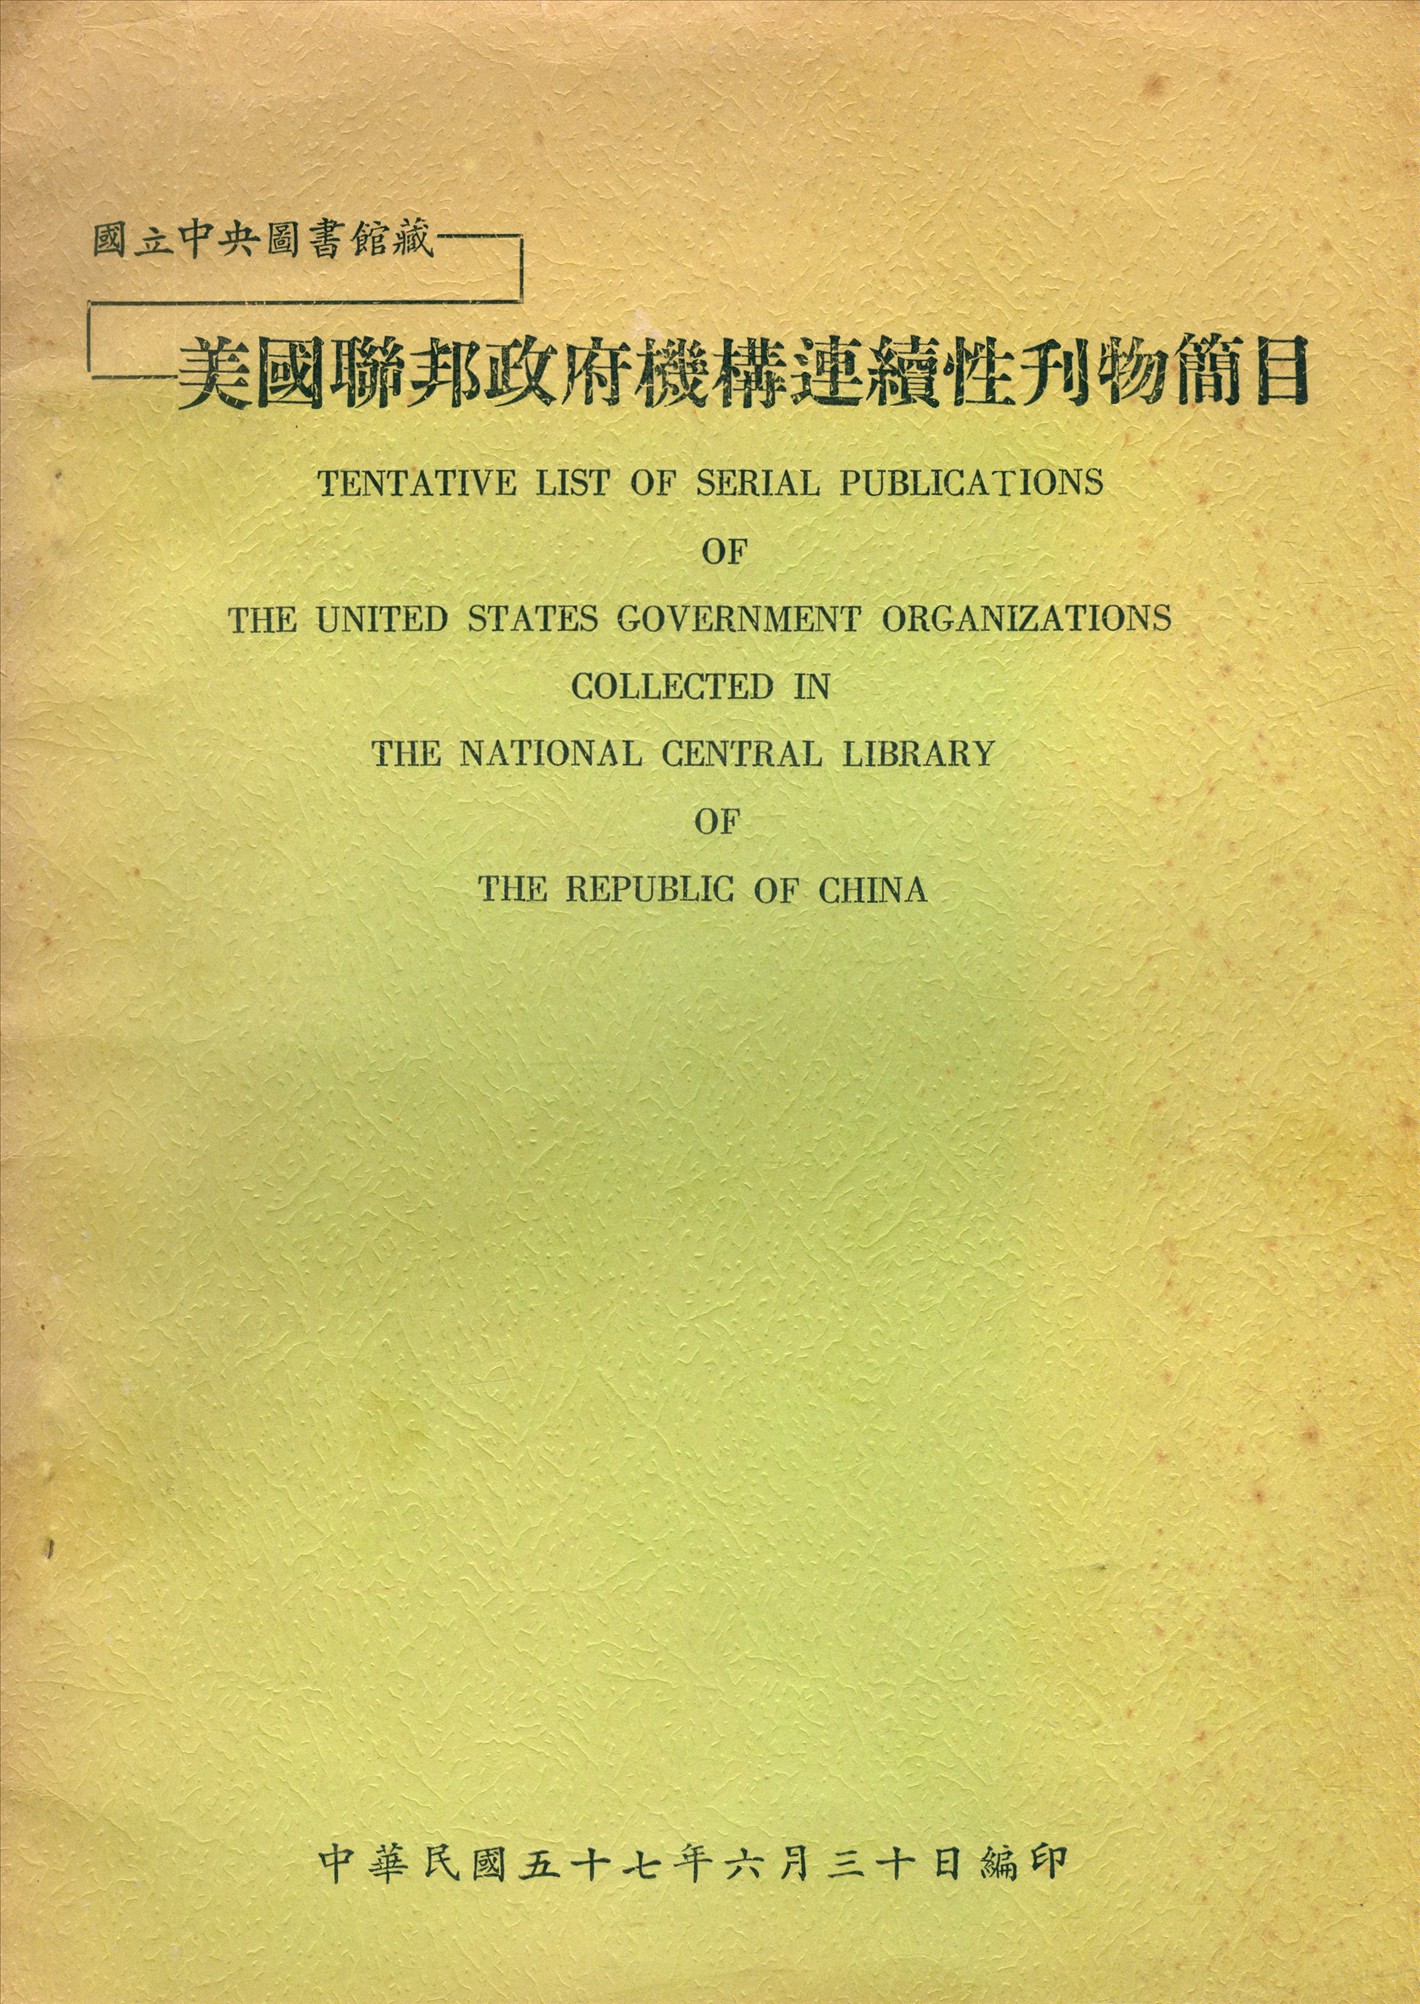 國立中央圖書館藏
美國聯邦政府機構連續性刊物簡目
TENTATIVE LIST OF SERIAL PUBLICATIONS
OF
THE UNITED STATES GOVERNMENT ORGANIZATIONS
COLLECTED IN
THE NATIONAL CENTRAL LIBRARY
OF
THE REPUBLIC OF CHINA
中華民國五十七年六月三十日編印